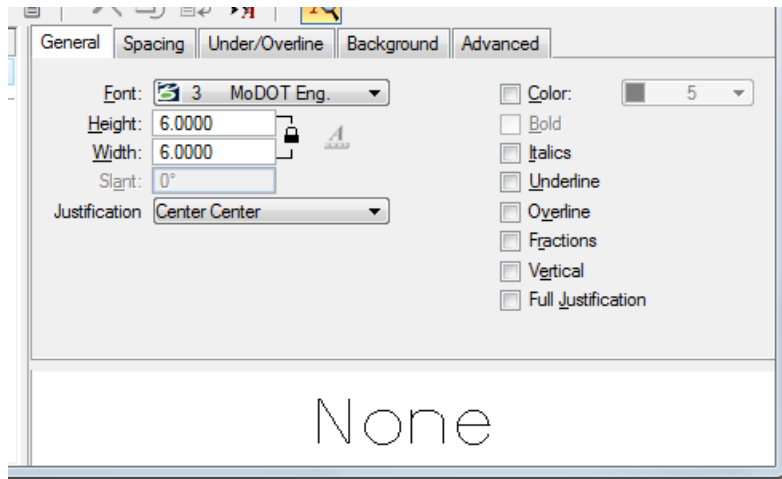 General Spacing Under/Overline Background Advanced
Font: 3 MoDOT Eng. Color: 5
Height: 6.0000 Bold
Width: 6.0000 Italics
Slant: 0° Underline
Justification Center Center Overline
Fractions
Vertical
Full Justification
None